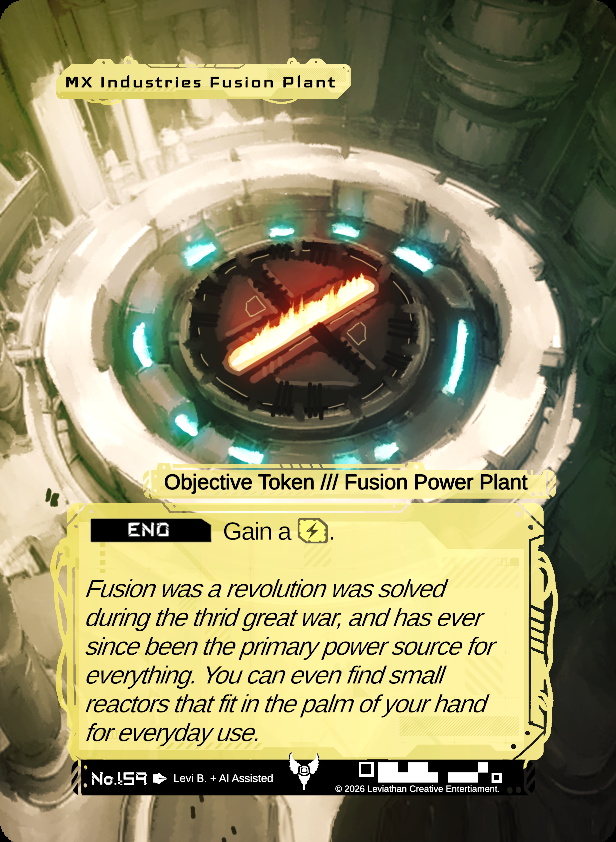 MX Industries Fusion Plant
Objective Token /// Fusion Power Plant
ENG Gain a .
Fusion was a revolution was solved
during the thrid great war, and has ever
since been the primary power source for
everything. You can even find small
reactors that fit in the palm of your hand
for everyday use.
No.159 Levi B. + AI Assisted
© 2026 Leviathan Creative Entertiament.